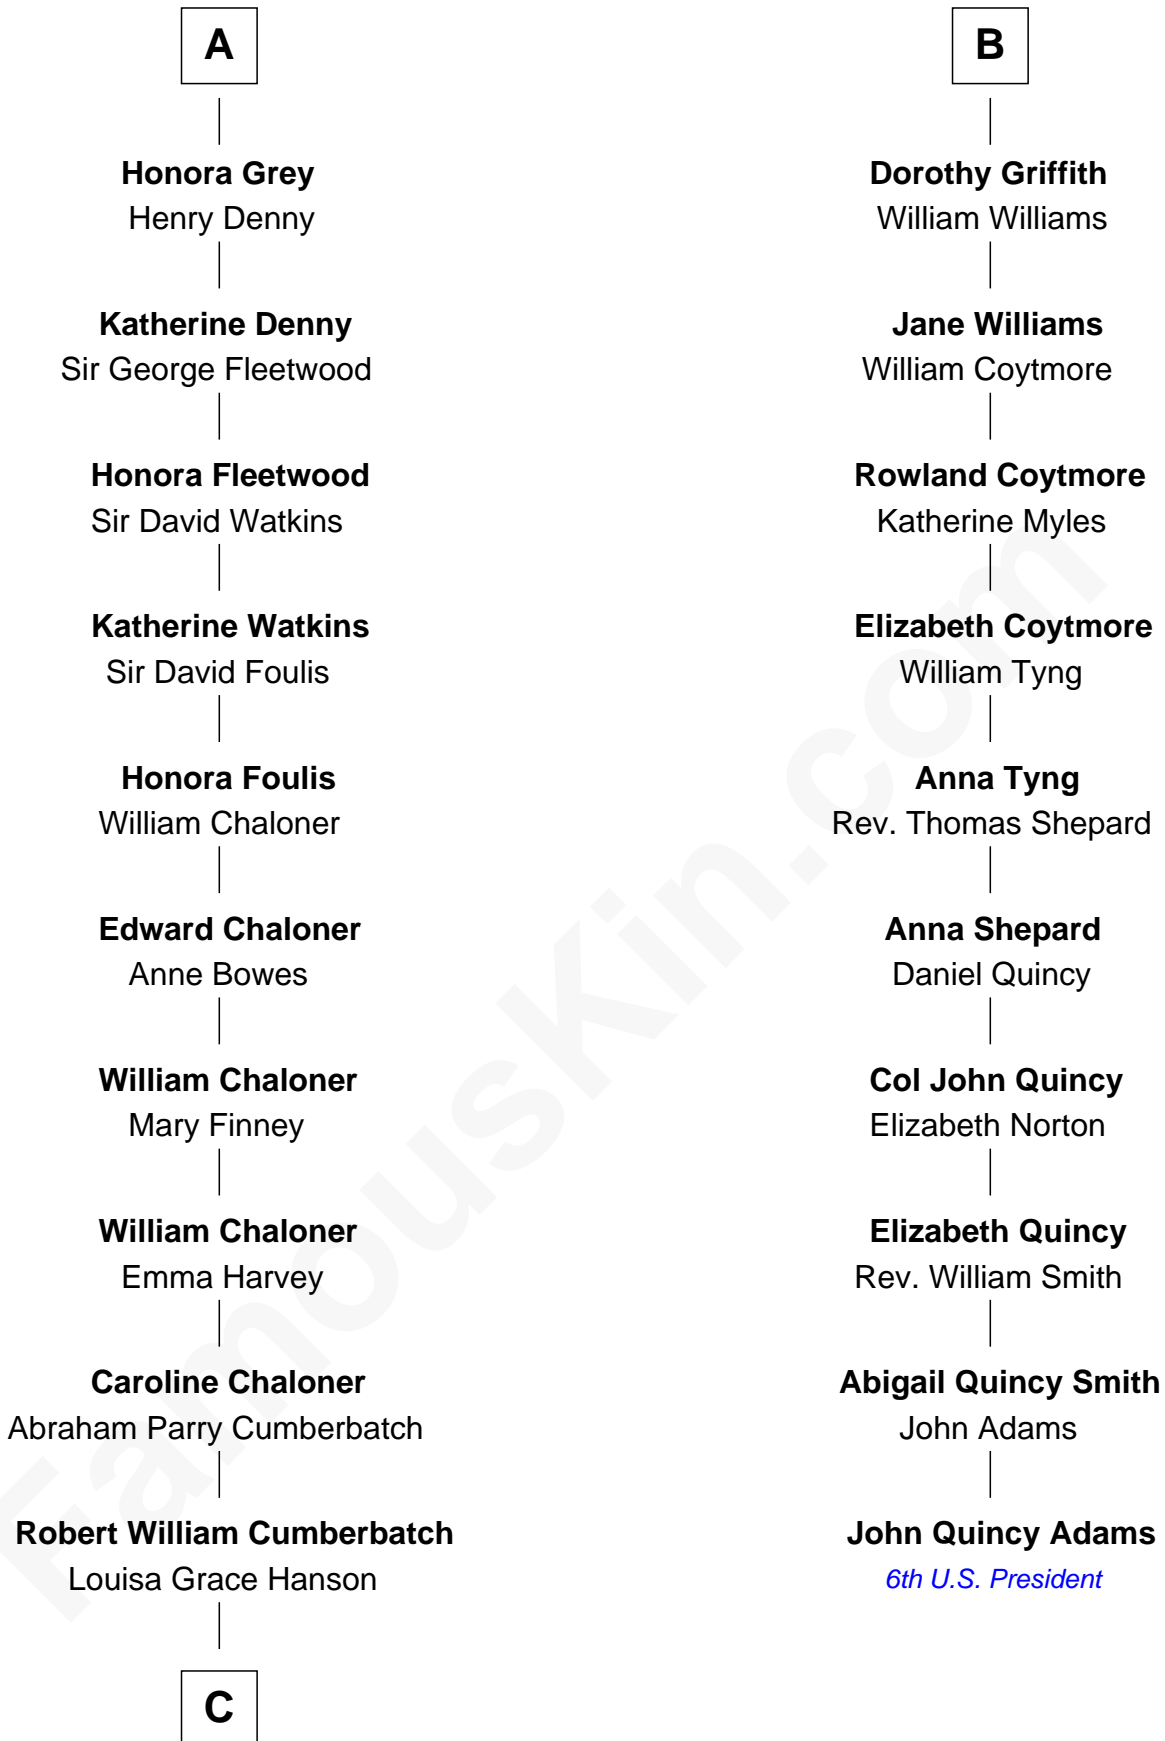 A
Honora Grey
Henry Denny
Katherine Denny
Sir George Fleetwood
Honora Fleetwood
Sir David Watkins
Katherine Watkins
Sir David Foulis
Honora Foulis
William Chaloner
Edward Chaloner
Anne Bowes
William Chaloner
Mary Finney
William Chaloner
Emma Harvey
Caroline Chaloner
Abraham Parry Cumberbatch
Robert William Cumberbatch
Louisa Grace Hanson
C
B
Dorothy Griffith
William Williams
Jane Williams
William Coytmore
Rowland Coytmore
Katherine Myles
Elizabeth Coytmore
William Tyng
Anna Tyng
Rev. Thomas Shepard
Anna Shepard
Daniel Quincy
Col John Quincy
Elizabeth Norton
Elizabeth Quincy
Rev. William Smith
Abigail Quincy Smith
John Adams
John Quincy Adams
6th U.S. President
FamousKin.com